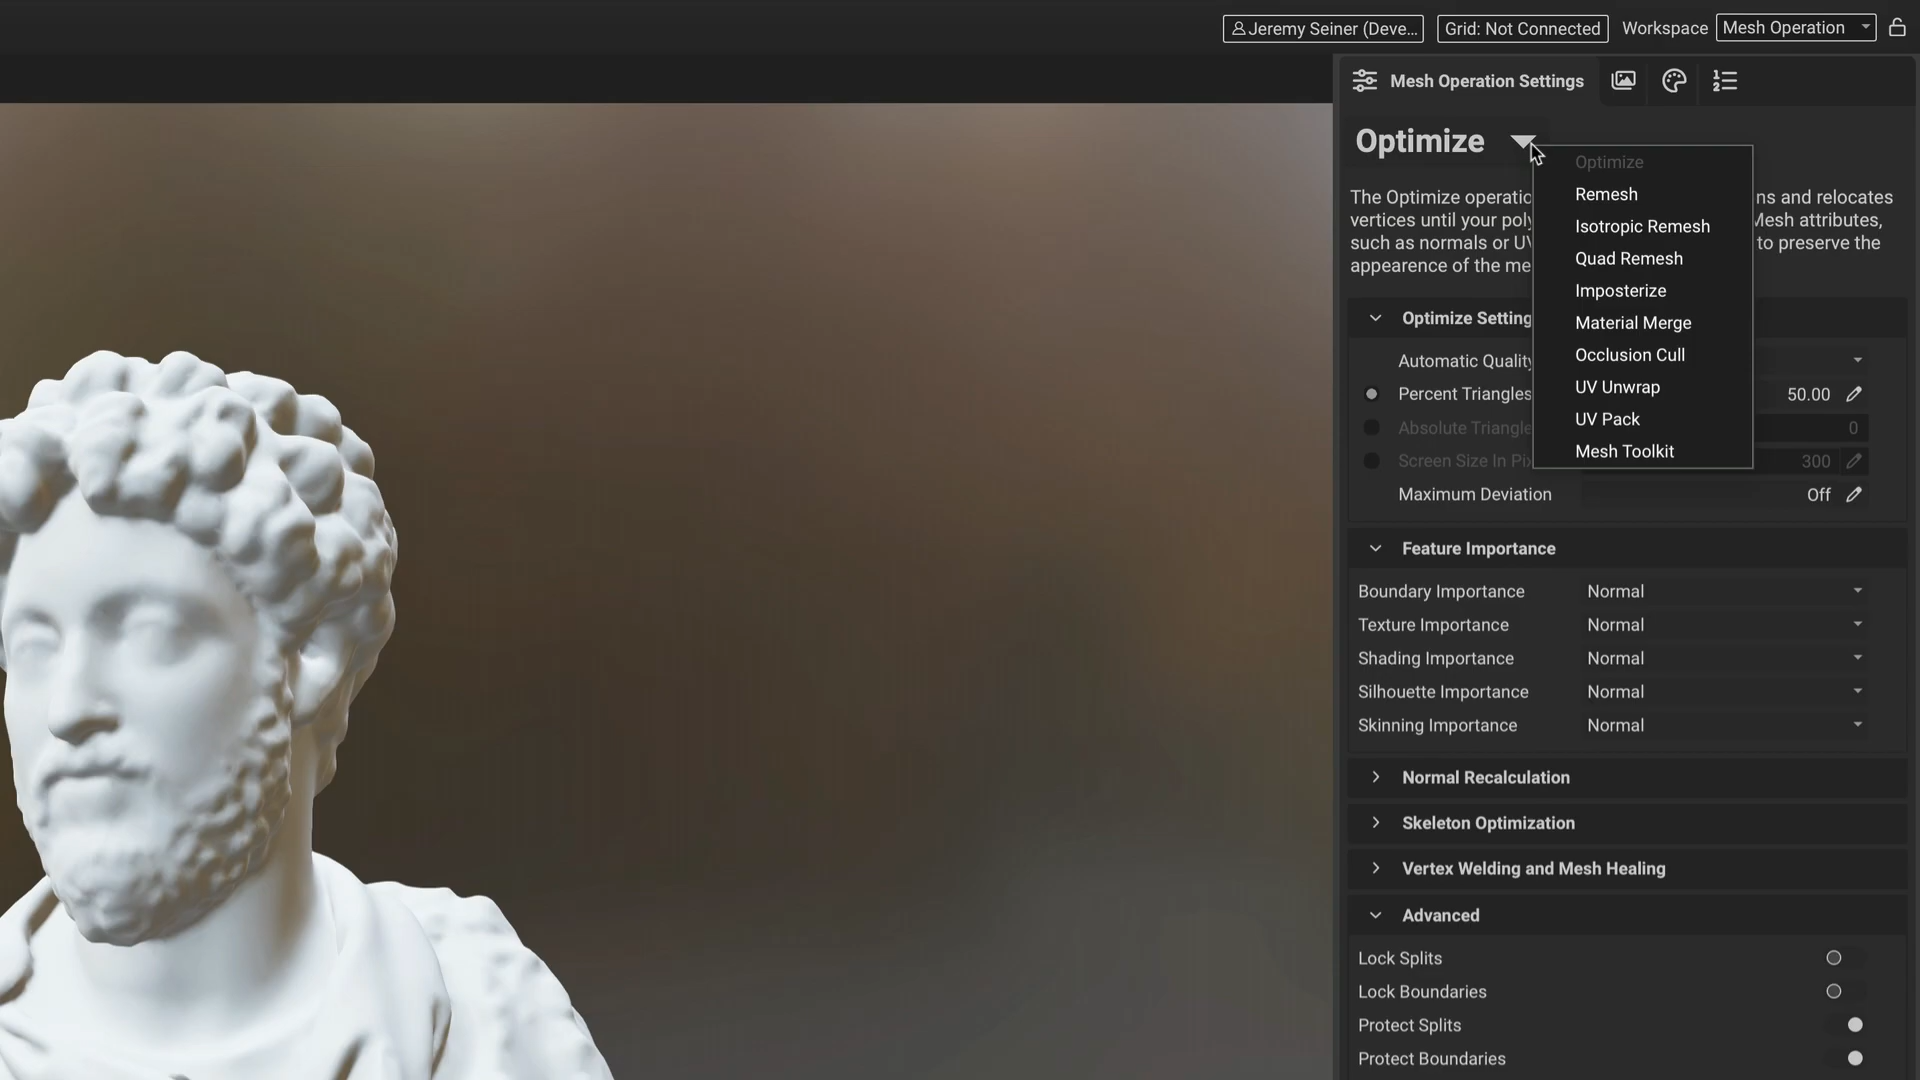 Jeremy Seiner (Deve...
Grid: Not Connected
Workspace
Mesh Operation
Mesh Operation Settings
Optimize
Optimize
Remesh
Isotropic Remesh
Quad Remesh
Imposterize
Material Merge
Occlusion Cull
UV Unwrap
UV Pack
Mesh Toolkit
The Optimize operatio ns and relocates
vertices until your poly Mesh attributes,
such as normals or UV to preserve the
appearence of the me
Optimize Setting
Automatic Quality
Percent Triangles 50.00
Absolute Triangle 0
Screen Size In Pix 300
Maximum Deviation Off
Feature Importance
Boundary Importance Normal
Texture Importance Normal
Shading Importance Normal
Silhouette Importance Normal
Skinning Importance Normal
Normal Recalculation
Skeleton Optimization
Vertex Welding and Mesh Healing
Advanced
Lock Splits
Lock Boundaries
Protect Splits
Protect Boundaries